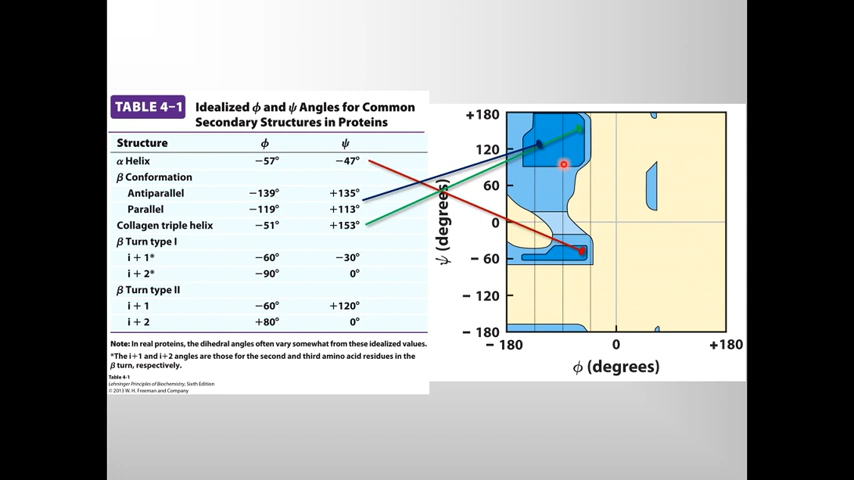 TABLE 4–1 Idealized ϕ and ψ Angles for Common
Secondary Structures in Proteins
Structure ϕ ψ
α Helix −57° −47°
β Conformation
Antiparallel −139° +135°
Parallel −119° +113°
Collagen triple helix −51° +153°
β Turn type I
i + 1* −60° −30°
i + 2* −90° 0°
β Turn type II
i + 1 −60° +120°
i + 2 +80° 0°
Note: In real proteins, the dihedral angles often vary somewhat from these idealized values.
*The i+1 and i+2 angles are those for the second and third amino acid residues in the
β turn, respectively.
Table 4-1
Lehninger Principles of Biochemistry, Sixth Edition
© 2013 W. H. Freeman and Company
ψ (degrees)
+180
120
60
0
− 60
− 120
− 180
− 180 0 +180
ϕ (degrees)